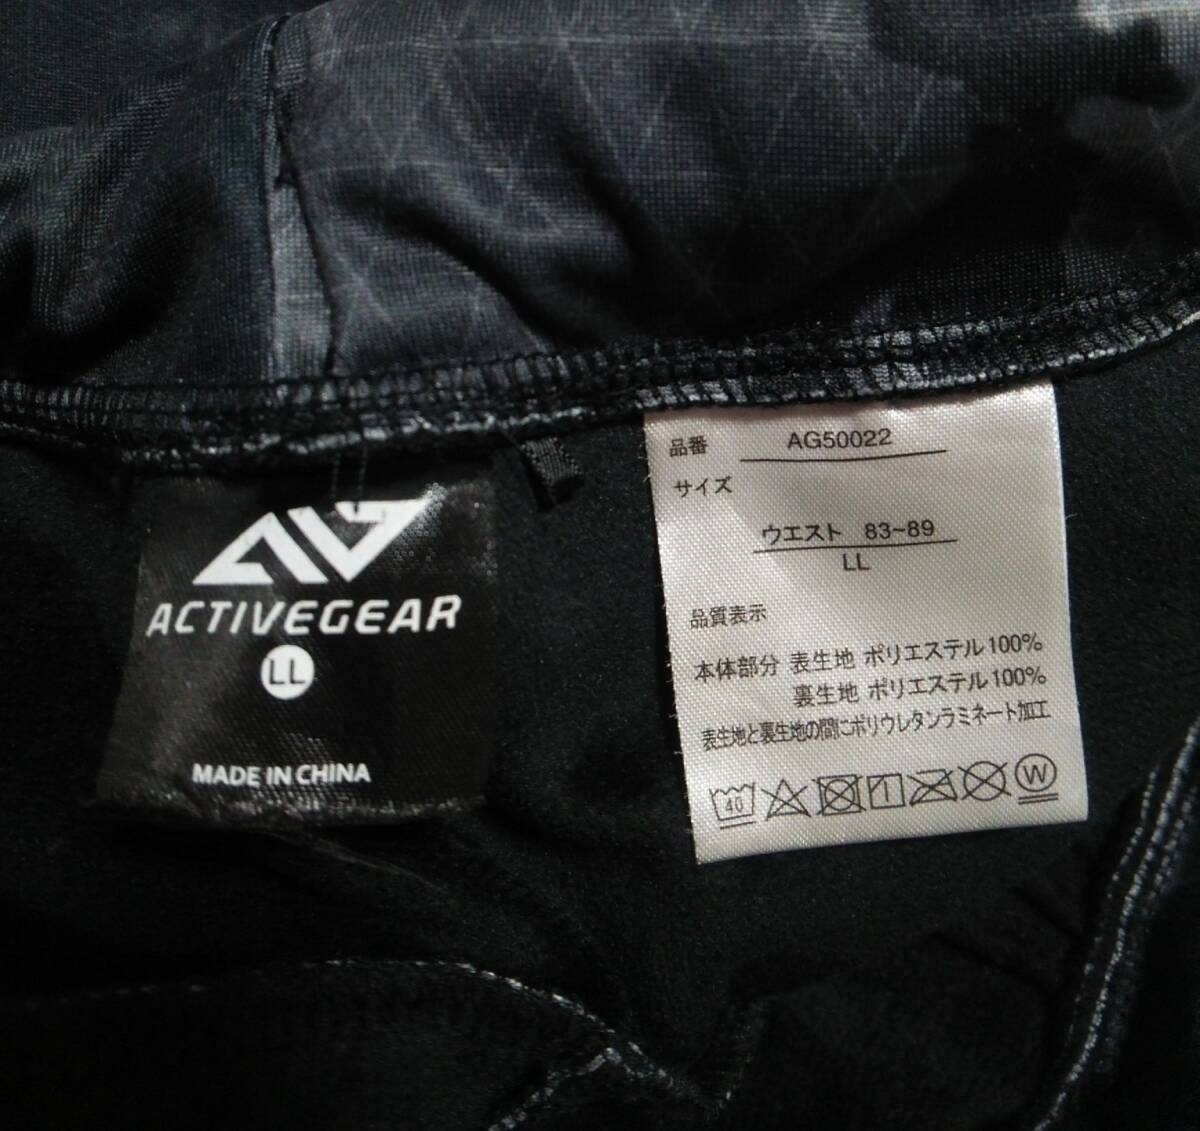 ACTIVEGEAR
LL
MADE IN CHINA
品番 AG50022
サイズ
ウエスト 83~89
LL
品質表示
本体部分 表生地 ポリエステル100%
裏生地 ポリエステル100%
表生地と裏生地の間にポリウレタンラミネート加工
40
W